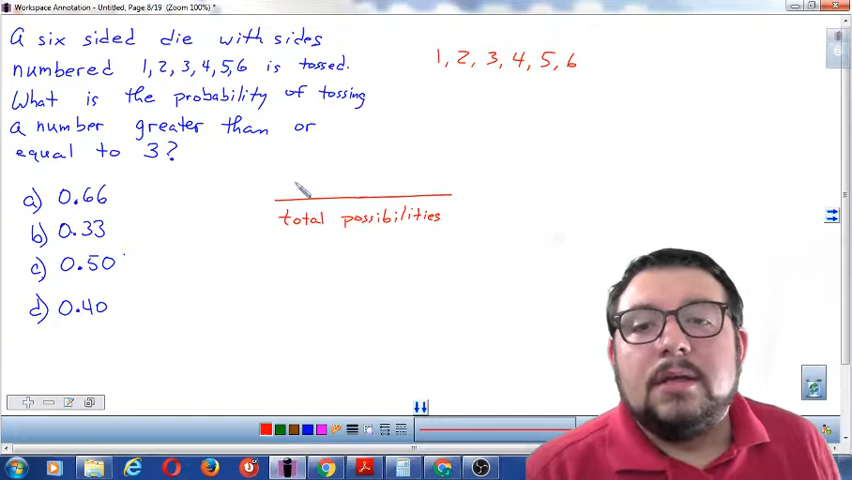 Workspace Annotation - Untitled, Page 8/19 (Zoom 100%) *
A six sided die with sides
numbered 1, 2, 3, 4, 5, 6 is tossed.
What is the probability of tossing
a number greater than or
equal to 3?
1, 2, 3, 4, 5, 6
a) 0.66
b) 0.33
c) 0.50
d) 0.40
total possibilities